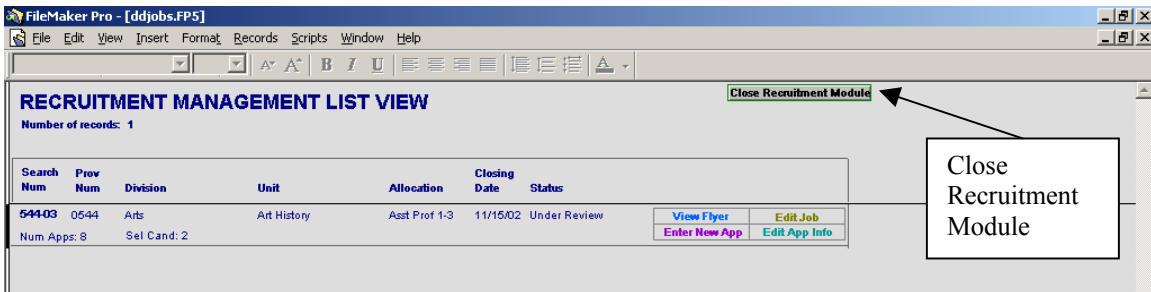 FileMaker Pro - [ddjobs.FP5]
File Edit View Insert Format Records Scripts Window Help
B I U A
RECRUITMENT MANAGEMENT LIST VIEW
Close Recruitment Module
Number of records: 1
Search Num Prov Num Division Unit Allocation Closing Date Status
544-03 0544 Arts Art History Asst Prof 1-3 11/15/02 Under Review View Flyer Edit Job
Num Apps: 8 Sel Cand: 2 Enter New App Edit App Info
Close
Recruitment
Module